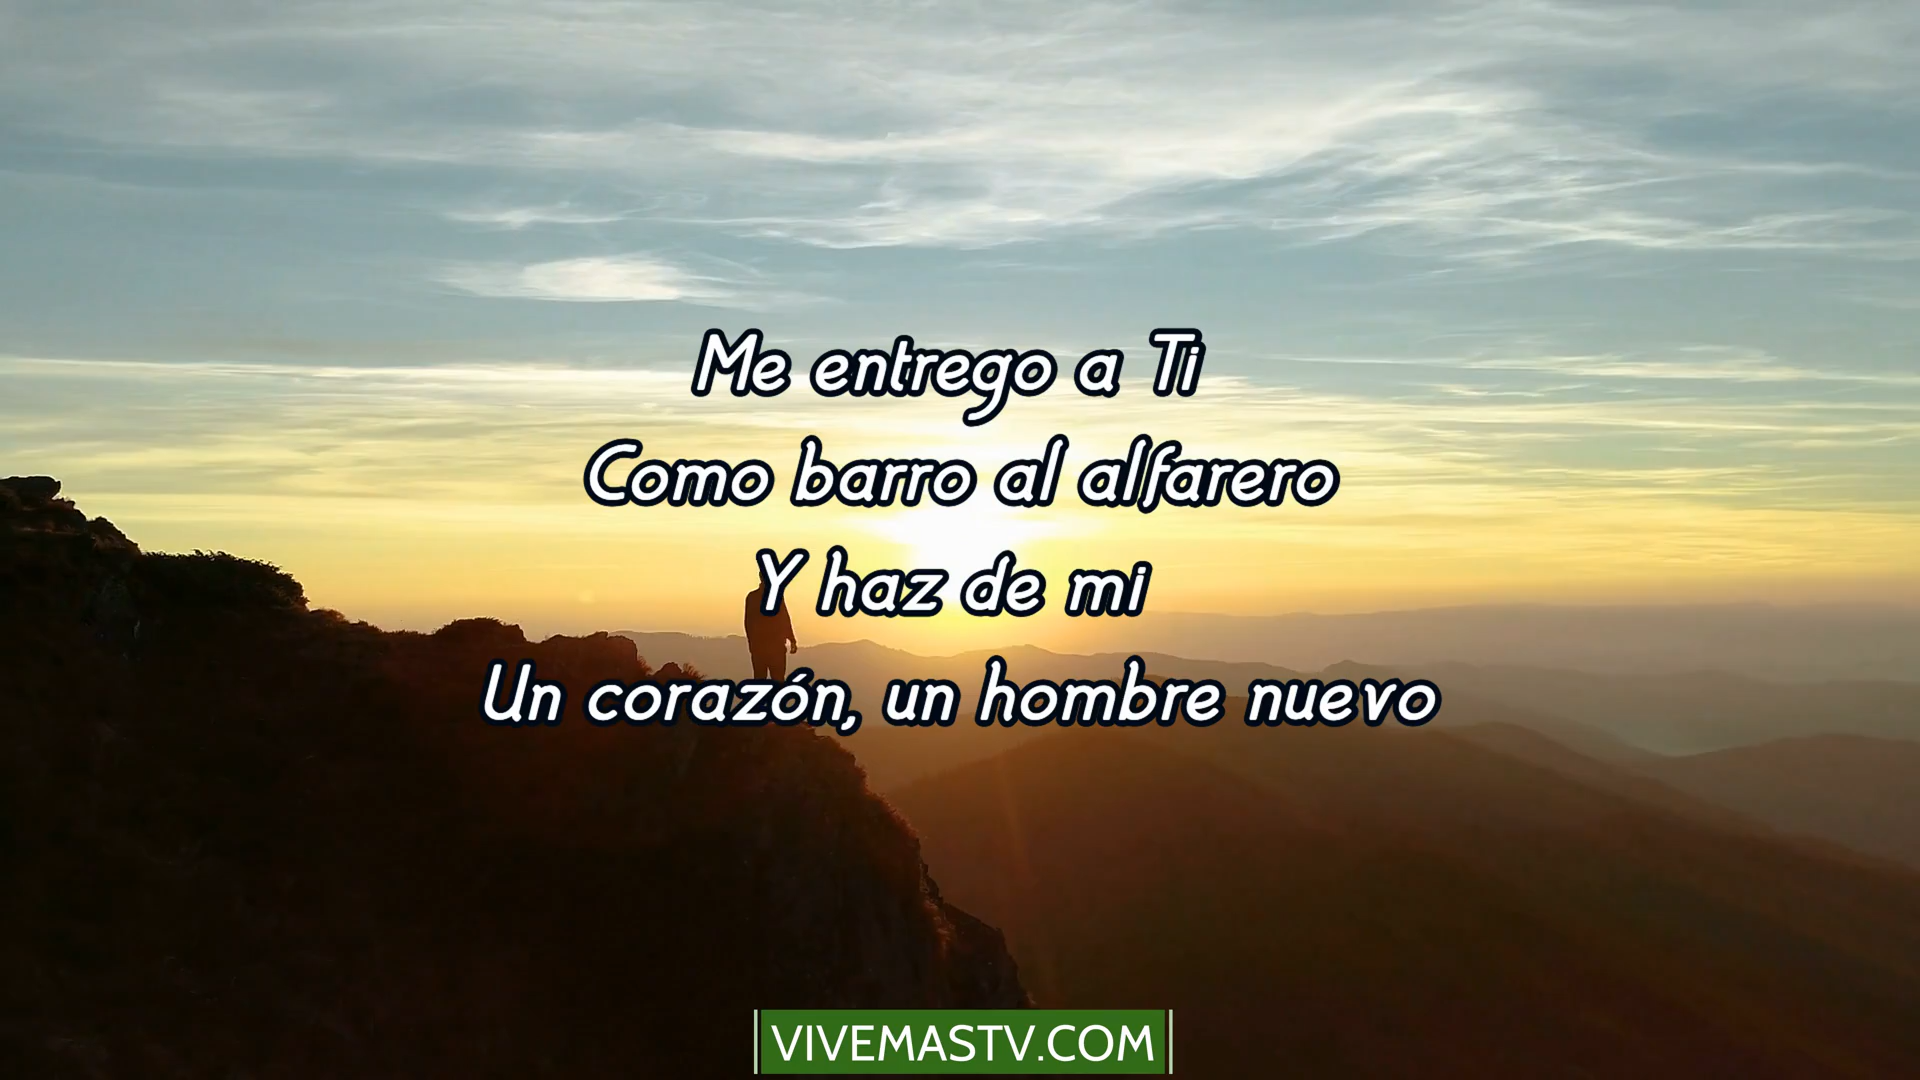 Me entrego a Ti
Como barro al alfarero
Y haz de mi
Un corazón, un hombre nuevo
VIVEMASTV.COM